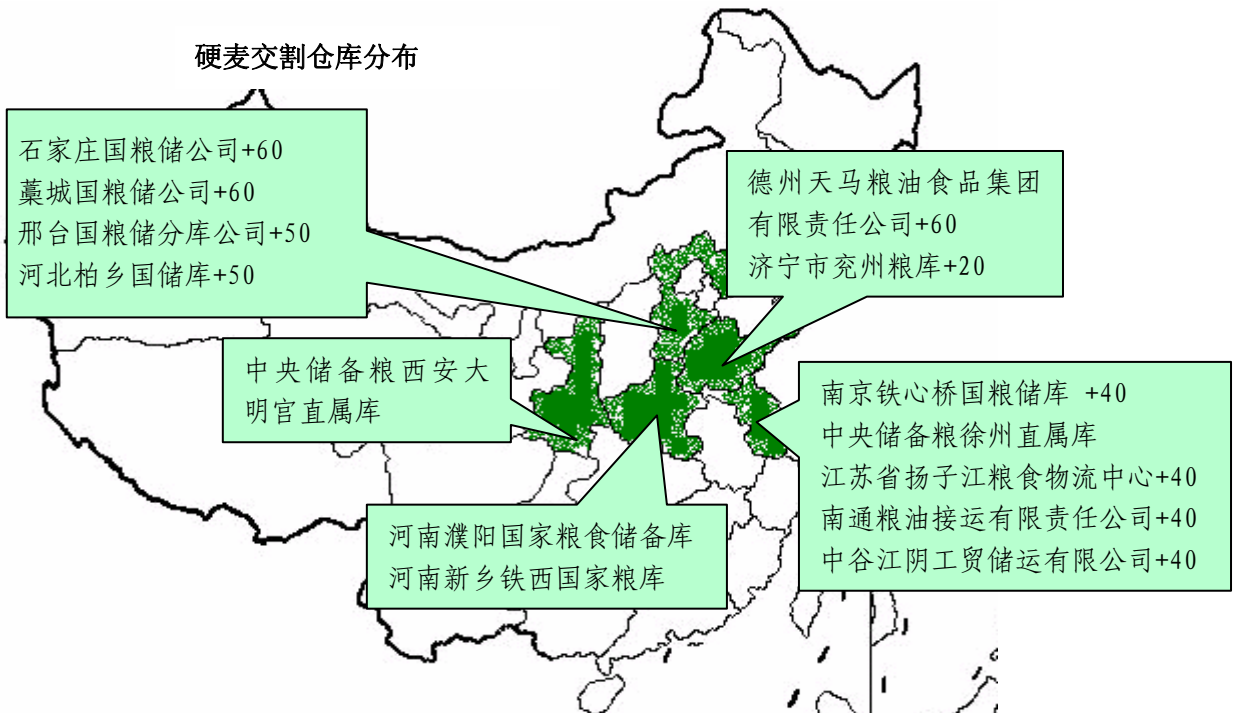 硬麦交割仓库分布
石家庄国粮储公司+60
藁城国粮储公司+60
邢台国粮储分库公司+50
河北柏乡国储库+50
德州天马粮油食品集团
有限责任公司+60
济宁市兖州粮库+20
中央储备粮西安大
明宫直属库
南京铁心桥国粮储库 +40
中央储备粮徐州直属库
江苏省扬子江粮食物流中心+40
南通粮油接运有限责任公司+40
中谷江阴工贸储运有限公司+40
河南濮阳国家粮食储备库
河南新乡铁西国家粮库